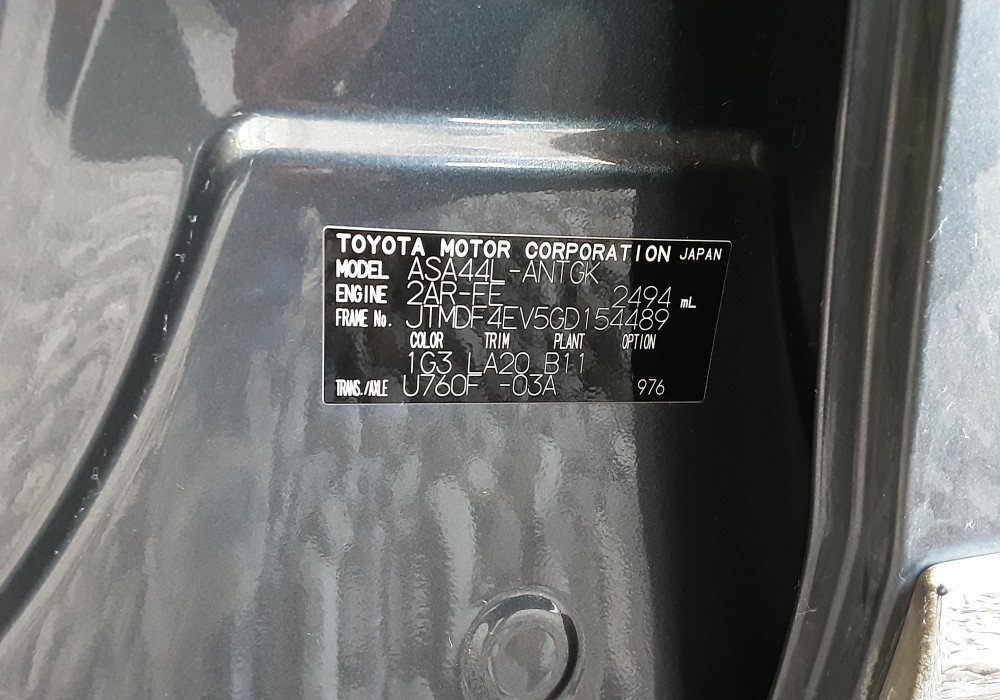 TOYOTA MOTOR CORPORATION JAPAN
MODEL ASA44L-ANTGK
ENGINE 2AR-FE 2494 mL
FRAME No. JTMDF4EV5GD154489
COLOR TRIM PLANT OPTION
1G3 LA20 B11
TRANS./AXLE U760F -03A 976